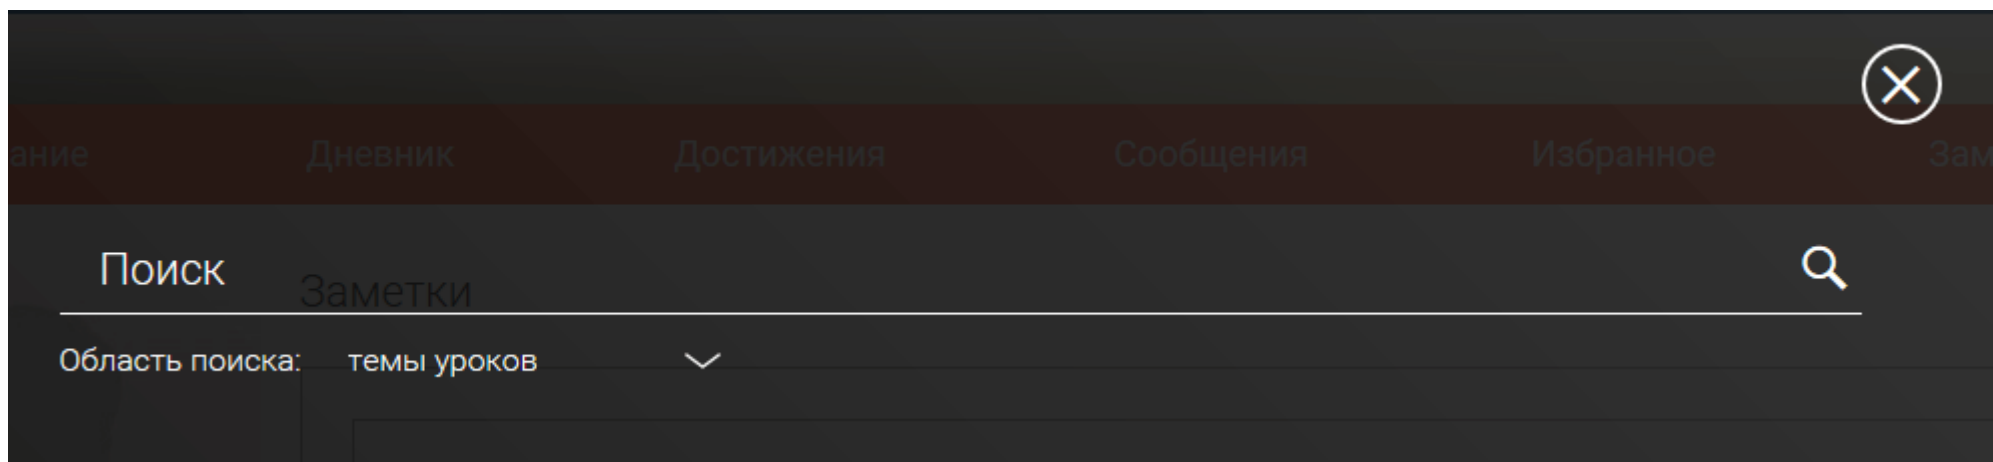 ание Дневник Достижения Сообщения Избранное Зам
Поиск
Заметки
Область поиска: темы уроков